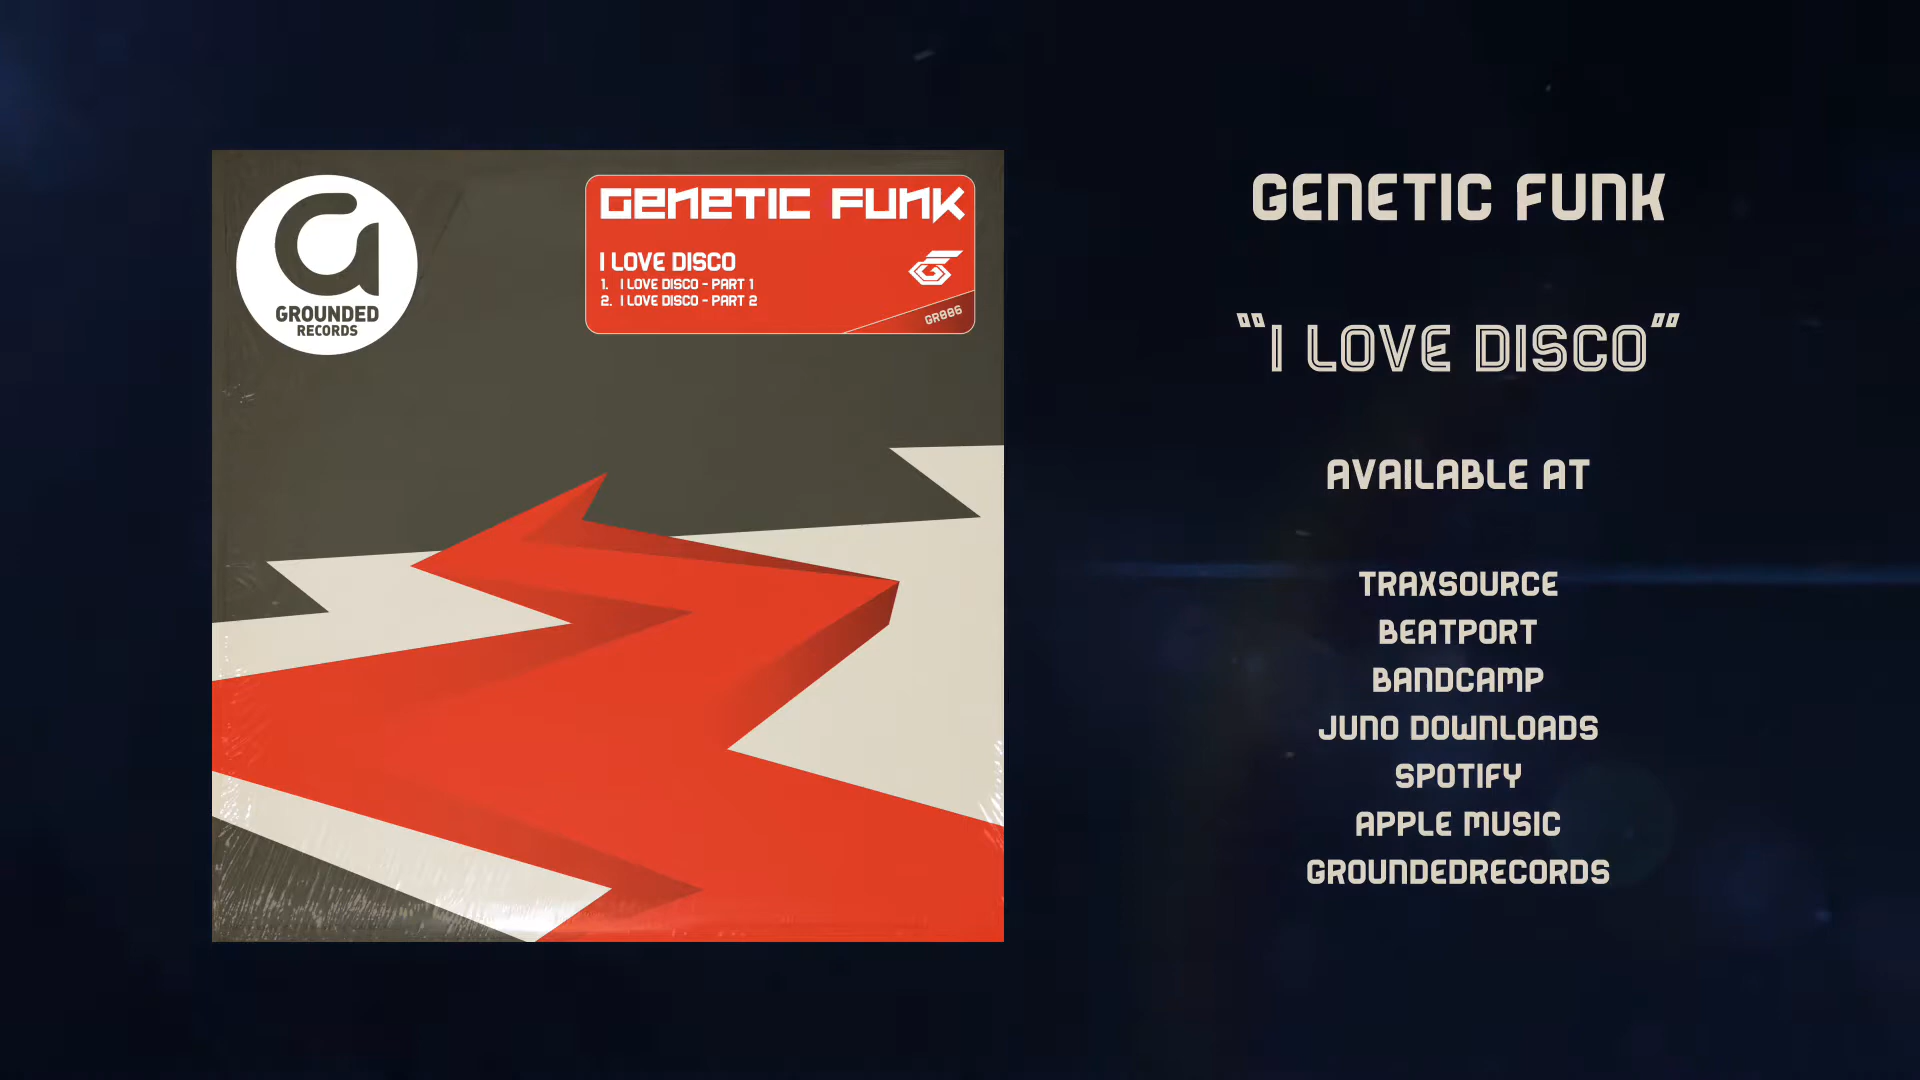 GROUNDED
RECORDS
GENETIC FUNK
I LOVE DISCO
1. I LOVE DISCO - PART 1
2. I LOVE DISCO - PART 2
GR006
GENETIC FUNK
"I LOVE DISCO"
AVAILABLE AT
TRAXSOURCE
BEATPORT
BANDCAMP
JUNO DOWNLOADS
SPOTIFY
APPLE MUSIC
GROUNDEDRECORDS